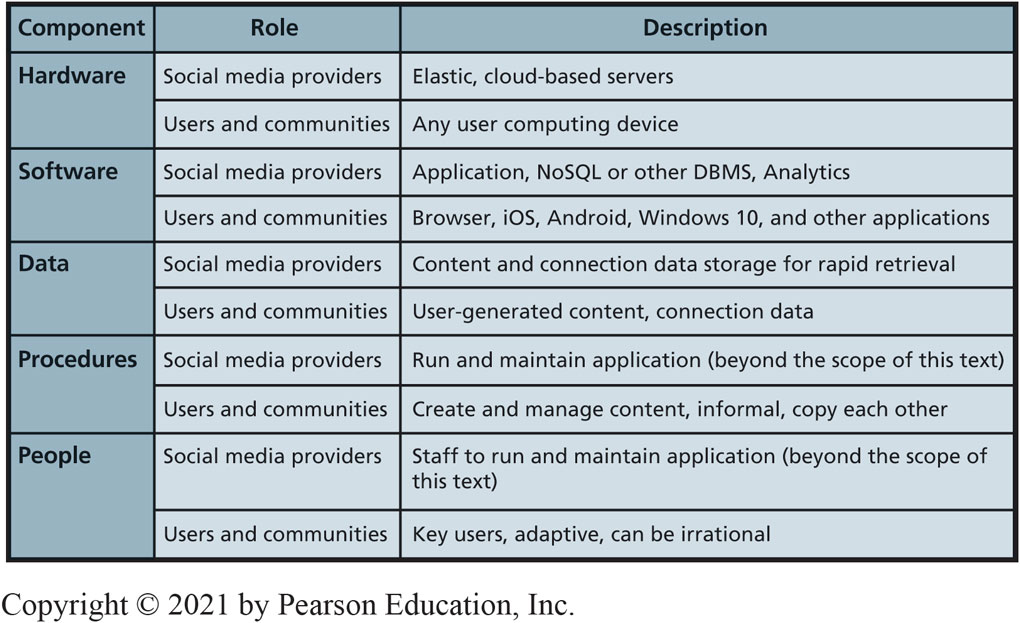 Component Role Description
Hardware Social media providers Elastic, cloud-based servers
Users and communities Any user computing device
Software Social media providers Application, NoSQL or other DBMS, Analytics
Users and communities Browser, iOS, Android, Windows 10, and other applications
Data Social media providers Content and connection data storage for rapid retrieval
Users and communities User-generated content, connection data
Procedures Social media providers Run and maintain application (beyond the scope of this text)
Users and communities Create and manage content, informal, copy each other
People Social media providers Staff to run and maintain application (beyond the scope of
this text)
Users and communities Key users, adaptive, can be irrational
Copyright © 2021 by Pearson Education, Inc.